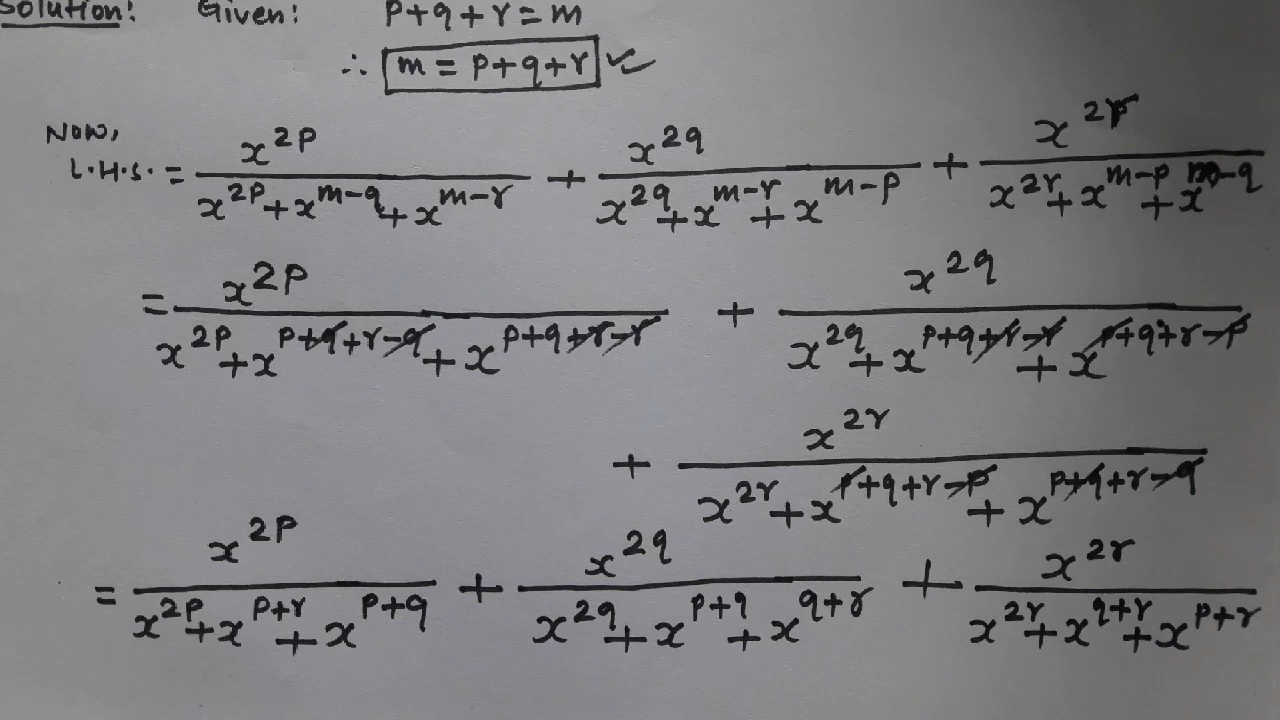 Solution: Given: p+q+r=m
∴ m = p+q+r ✓
Now,
L.H.S. = x^{2p}/(x^{2p}+x^{m-q}+x^{m-r}) + x^{2q}/(x^{2q}+x^{m-r}+x^{m-p}) + x^{2r}/(x^{2r}+x^{m-p}+x^{m-q})
= x^{2p}/(x^{2p}+x^{p+q+r-q}+x^{p+q+r-r}) + x^{2q}/(x^{2q}+x^{p+q+r-r}+x^{p+q+r-p})
+ x^{2r}/(x^{2r}+x^{p+q+r-p}+x^{p+q+r-q})
= x^{2p}/(x^{2p}+x^{p+r}+x^{p+q}) + x^{2q}/(x^{2q}+x^{p+q}+x^{q+r}) + x^{2r}/(x^{2r}+x^{q+r}+x^{p+r})